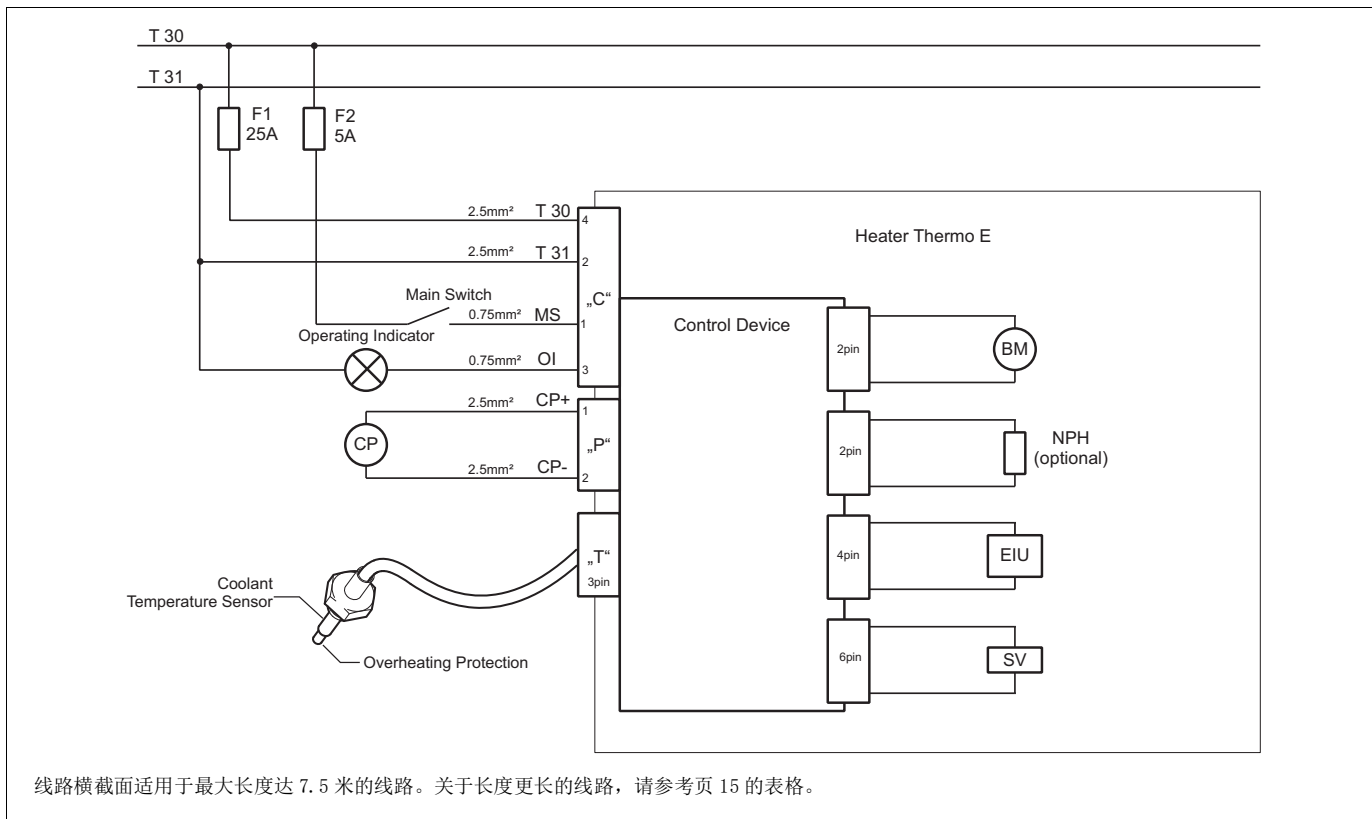 T 30
T 31
F1
25A
F2
5A
2.5mm² T 30
4
Heater Thermo E
2.5mm² T 31
2
Main Switch
„C“
Control Device
0.75mm² MS
1
Operating Indicator
0.75mm² OI
3
2pin
BM
2.5mm² CP+
1
CP
„P“
2.5mm² CP-
2
2pin
NPH
(optional)
„T“
3pin
4pin
EIU
Coolant
Temperature Sensor
Overheating Protection
6pin
SV
线路横截面适用于最大长度达 7.5 米的线路。关于长度更长的线路，请参考页 15 的表格。